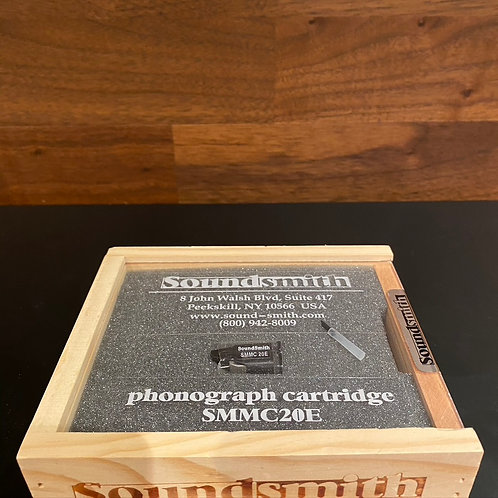 Soundsmith
8 John Walsh Blvd, Suite 417
Peekskill, NY 10566 USA
www.sound-smith.com
(800) 942-8009
SoundSmith
SMMC 20E
phonograph cartridge
SMMC20E
Soundsmith
Soundsmith